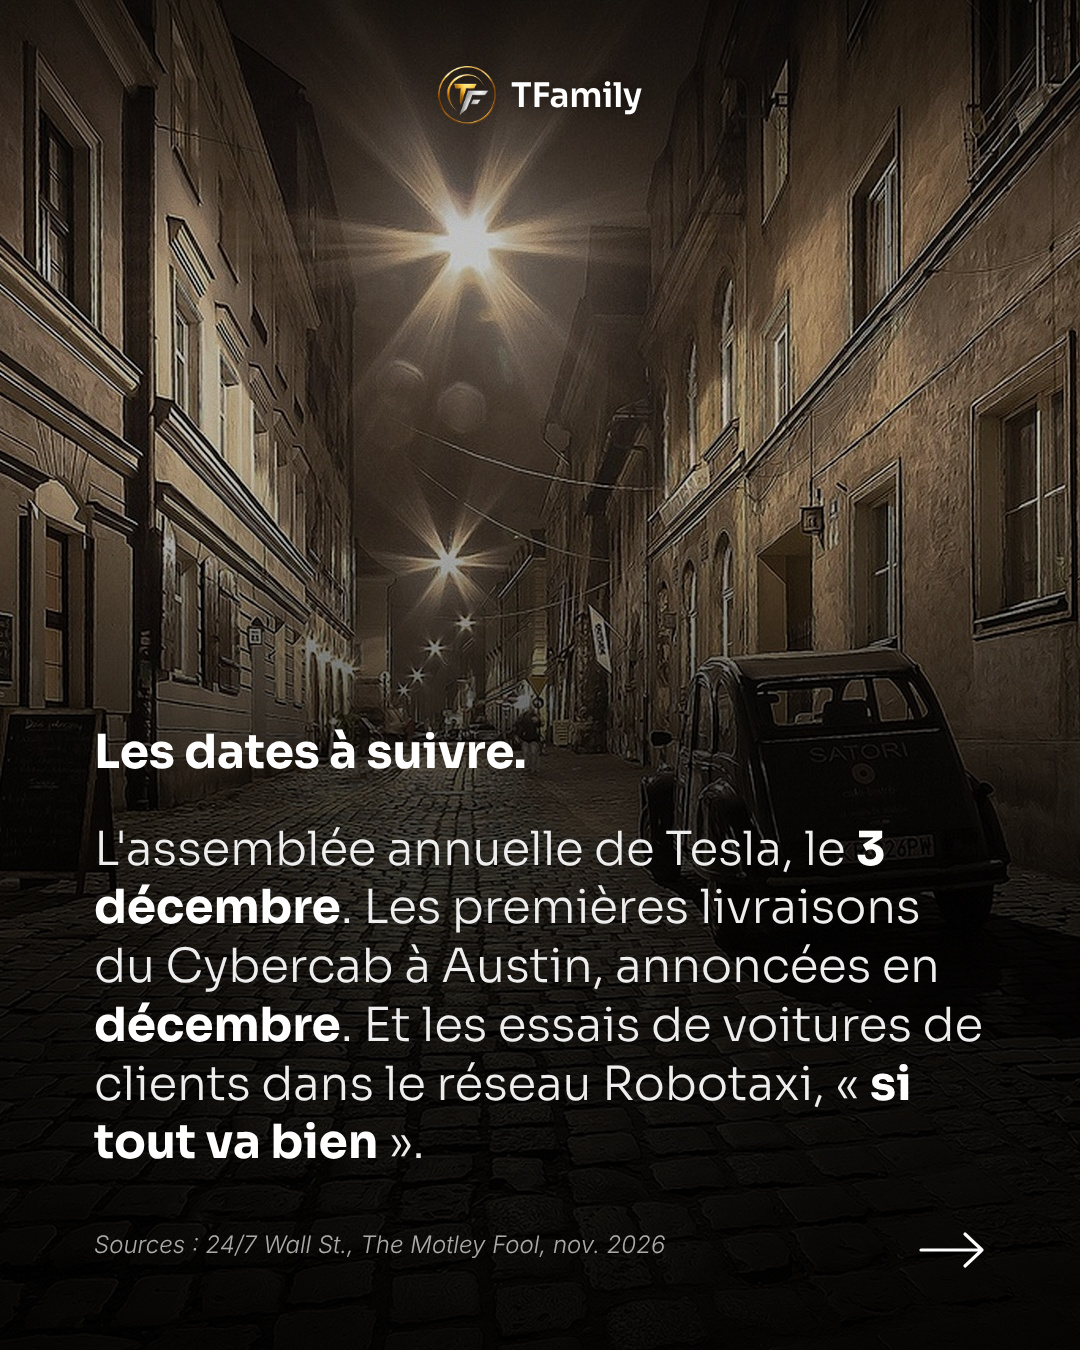 TFamily
SATORI
Les dates à suivre.
L'assemblée annuelle de Tesla, le 3
décembre. Les premières livraisons
du Cybercab à Austin, annoncées en
décembre. Et les essais de voitures de
clients dans le réseau Robotaxi, « si
tout va bien ».
Sources : 24/7 Wall St., The Motley Fool, nov. 2026